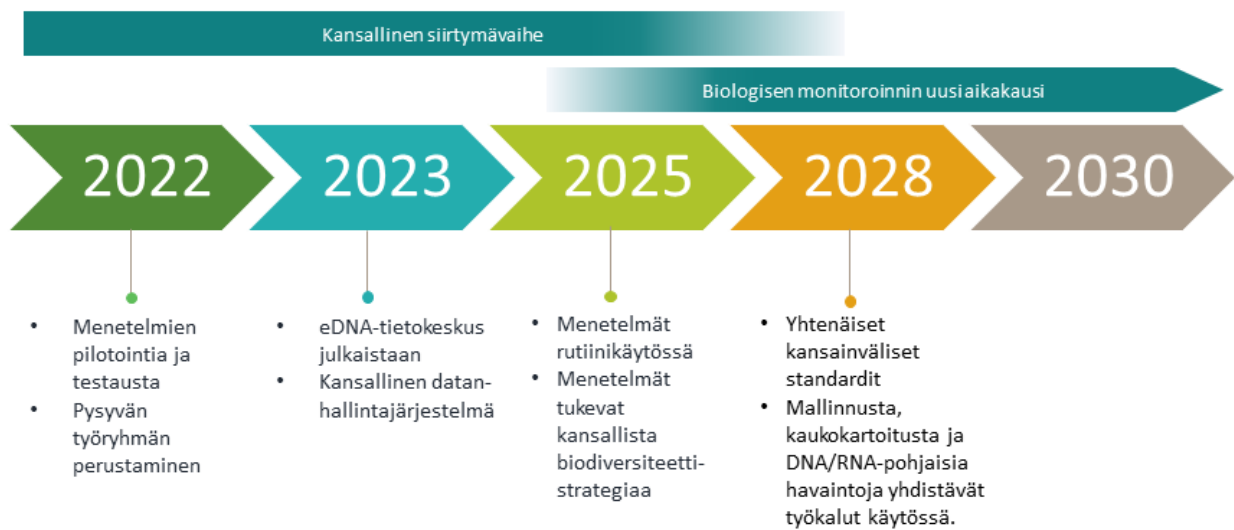 Kansallinen siirtymävaihe
Biologisen monitoroinnin uusi aikakausi
2022
2023
2025
2028
2030
• Menetelmien
pilotointia ja
testausta
• Pysyvän
työryhmän
perustaminen
• eDNA-tietokeskus
julkaistaan
• Kansallinen datan-
hallintajärjestelmä
• Menetelmät
rutiinikäytössä
• Menetelmät
tukevat
kansallista
biodiversiteetti-
strategiaa
• Yhtenäiset
kansainväliset
standardit
• Mallinnusta,
kaukokartoitusta ja
DNA/RNA-pohjaisia
havaintoja yhdistävät
työkalut käytössä.